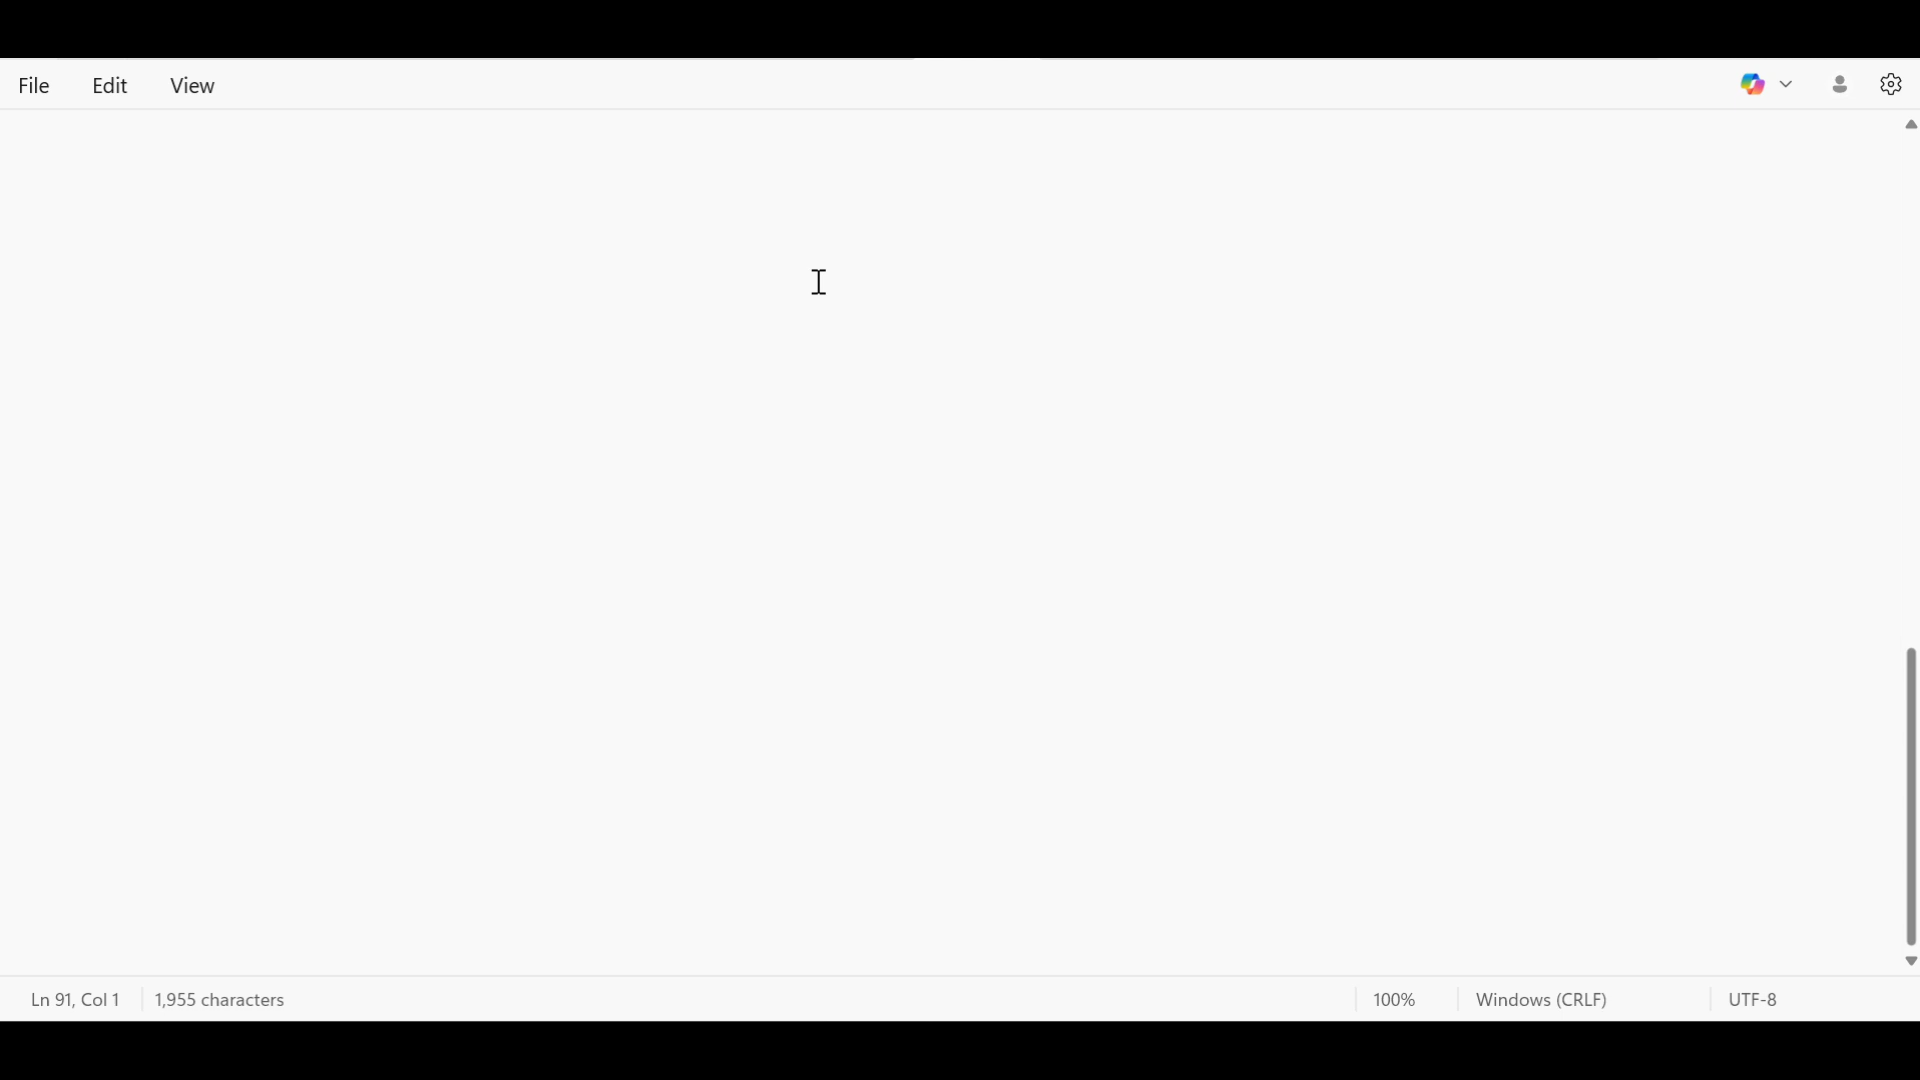 File Edit View
Ln 91, Col 1 1,955 characters 100% Windows (CRLF) UTF-8